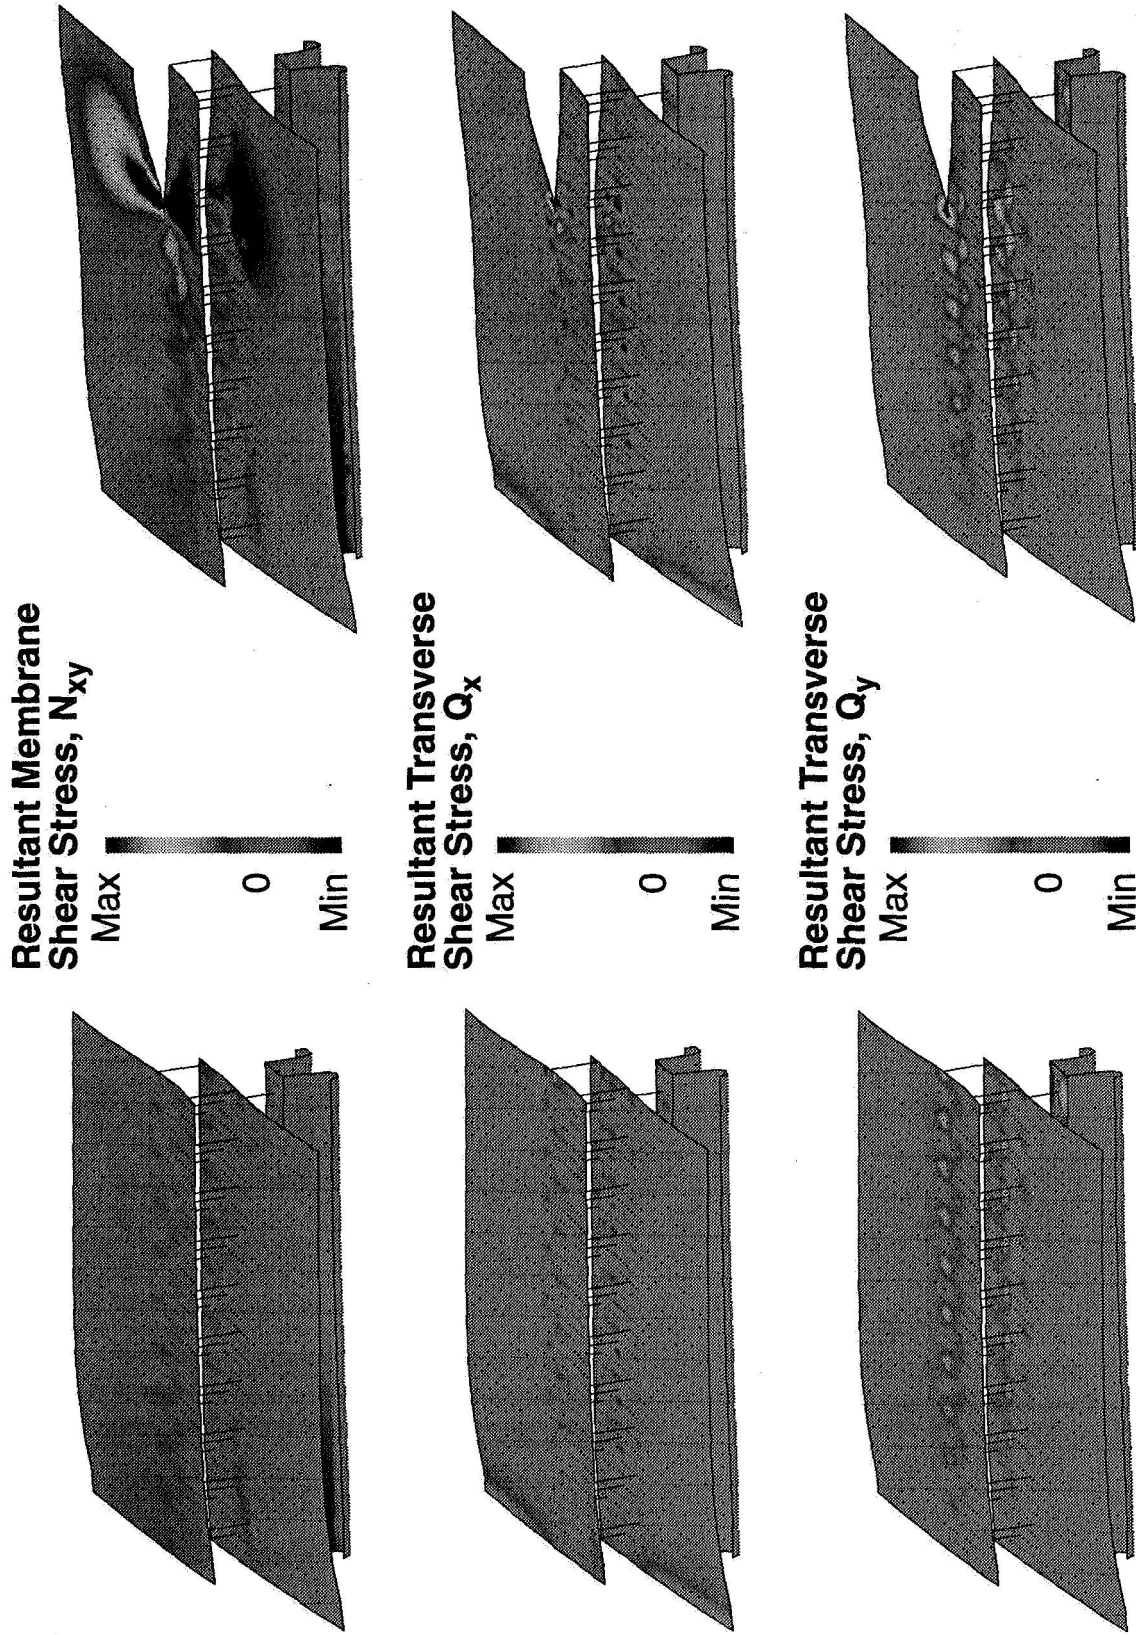 Resultant Membrane
Shear Stress, Nxy
Max
0
Min
Resultant Transverse
Shear Stress, Qx
Max
0
Min
Resultant Transverse
Shear Stress, Qy
Max
0
Min